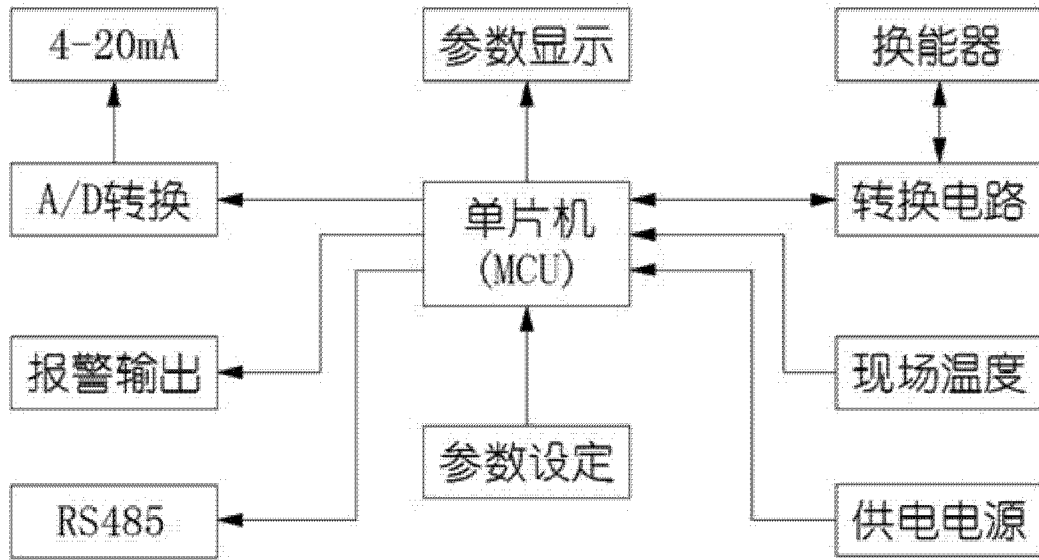 4-20mA
参数显示
换能器
A/D转换
单片机
(MCU)
转换电路
报警输出
参数设定
现场温度
RS485
供电电源